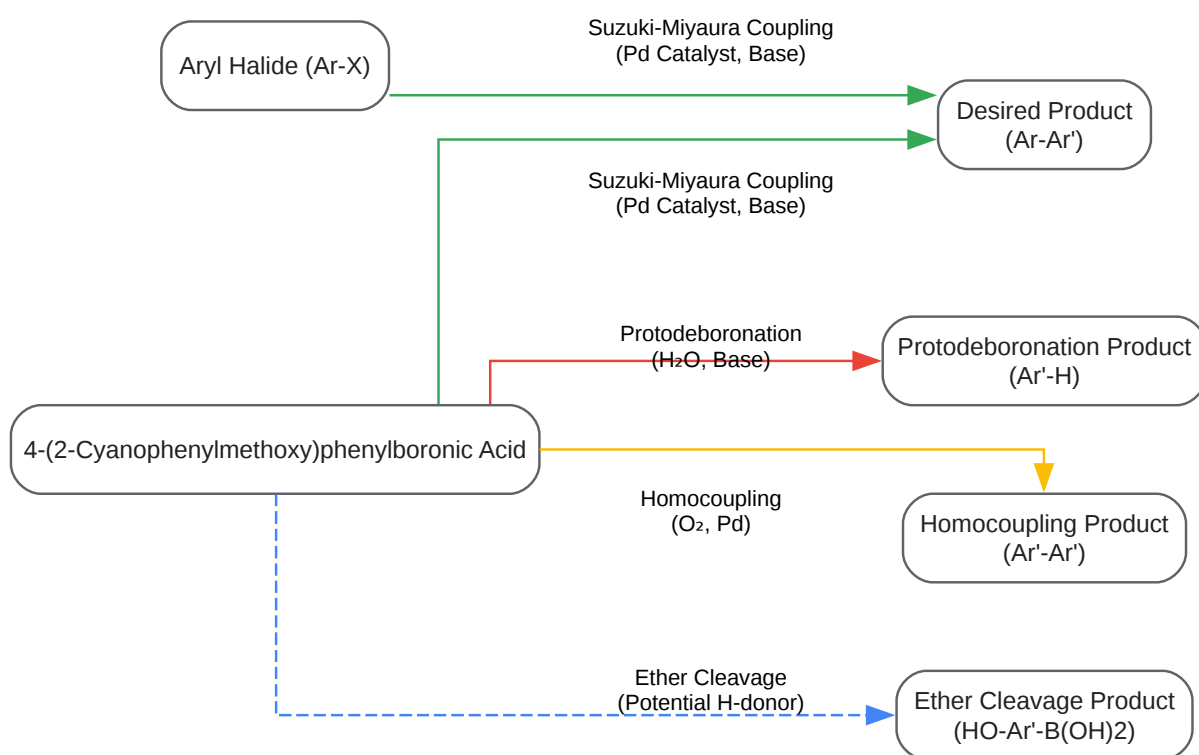 Suzuki-Miyaura Coupling
(Pd Catalyst, Base)
Aryl Halide (Ar-X)
Desired Product
(Ar-Ar')
Suzuki-Miyaura Coupling
(Pd Catalyst, Base)
Protodeboronation
(H₂O, Base)
Protodeboronation Product
(Ar'-H)
4-(2-Cyanophenylmethoxy)phenylboronic Acid
Homocoupling
(O₂, Pd)
Homocoupling Product
(Ar'-Ar')
Ether Cleavage
(Potential H-donor)
Ether Cleavage Product
(HO-Ar'-B(OH)2)